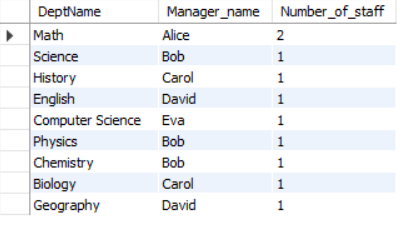 DeptName Manager_name Number_of_staff
Math Alice 2
Science Bob 1
History Carol 1
English David 1
Computer Science Eva 1
Physics Bob 1
Chemistry Bob 1
Biology Carol 1
Geography David 1